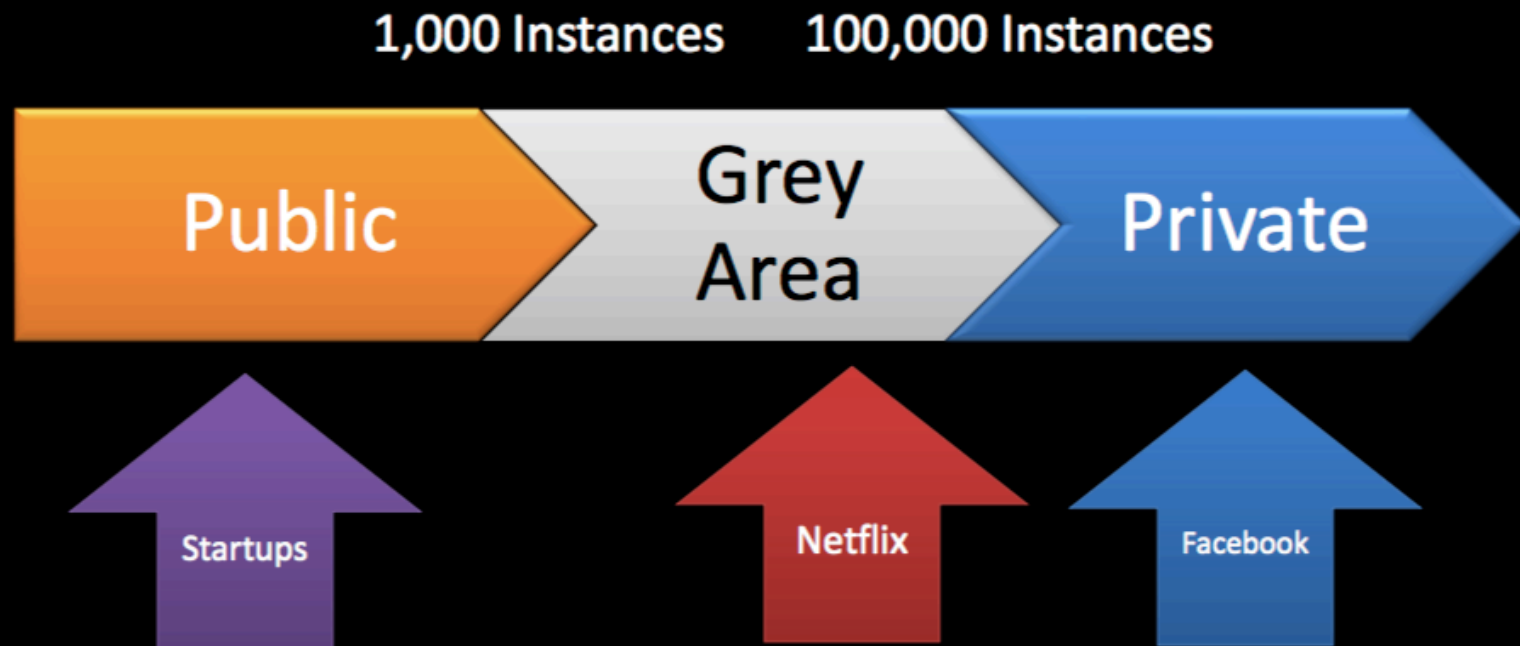 1,000 Instances 100,000 Instances
Public
Grey
Area
Private
Startups
Netflix
Facebook